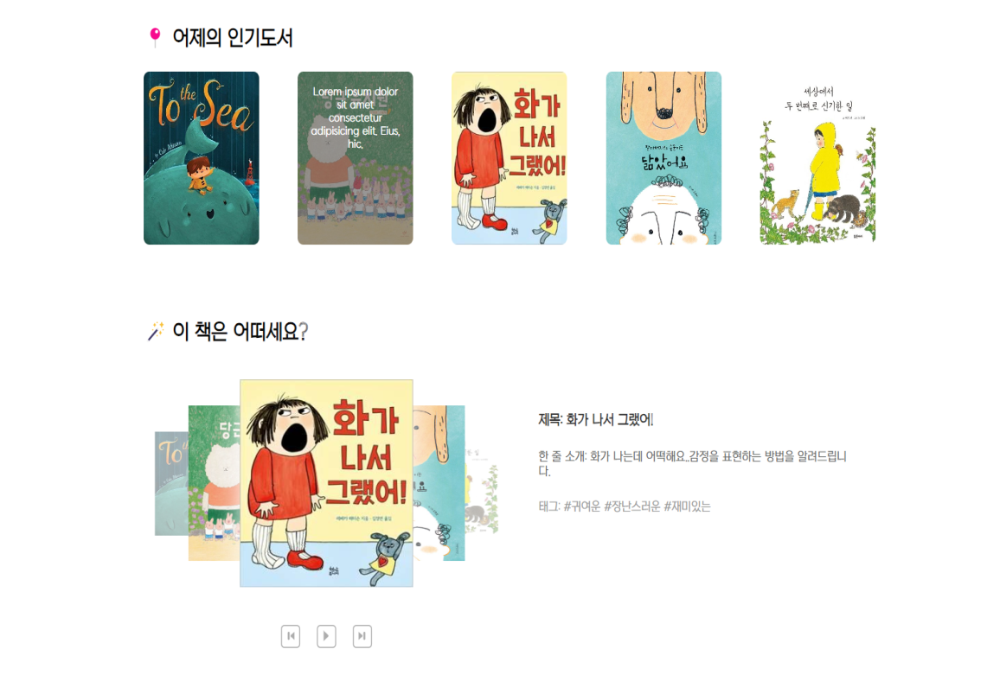 어제의 인기도서
To the Sea
Lorem ipsum dolor
sit amet
consectetur
adipisicing elit. Eius,
hic.
화가
나서
그랬어!
닮았어요
세상에서
두 번째로 신기한 일
이 책은 어떠세요?
To
당근
화가
나서
그랬어!
제목: 화가 나서 그랬어!
한 줄 소개: 화가 나는데 어떡해요..감정을 표현하는 방법을 알려드립니
다.
태그: #귀여운 #장난스러운 #재미있는